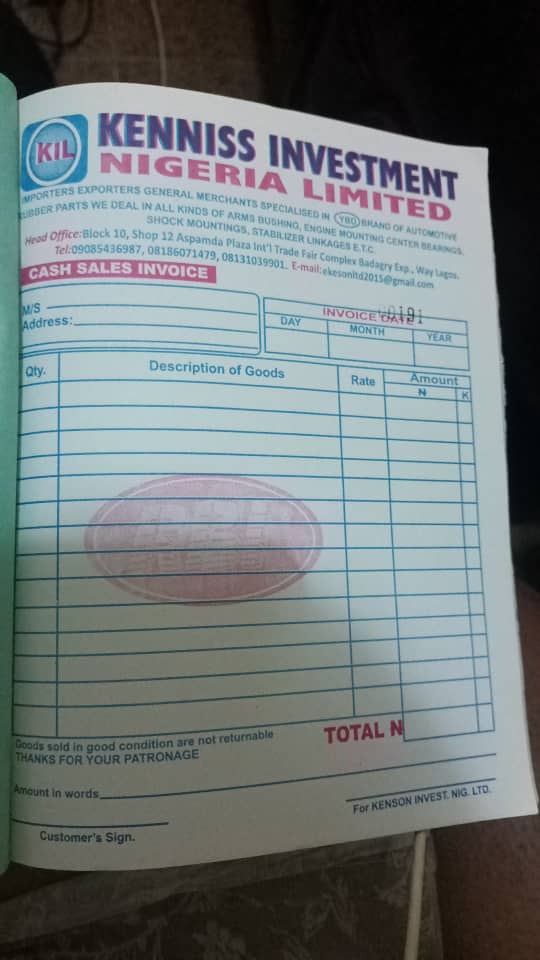 KIL
KENNISS INVESTMENT
NIGERIA LIMITED
IMPORTERS EXPORTERS GENERAL MERCHANTS SPECIALISED IN YBG BRAND OF AUTOMOTIVE
RUBBER PARTS WE DEAL IN ALL KINDS OF ARMS BUSHING, ENGINE MOUNTING CENTER BEARINGS,
SHOCK MOUNTINGS, STABILIZER LINKAGES E.T.C.
Head Office:Block 10, Shop 12 Aspamda Plaza Int'l Trade Fair Complex Badagry Exp., Way Lagos.
Tel:09085436987, 08186071479, 08131039901. E-mail:ekesonltd2015@gmail.com
CASH SALES INVOICE
00191
M/S
Address:
INVOICE DATE
DAY MONTH YEAR
Qty. Description of Goods Rate Amount
₦ K
Goods sold in good condition are not returnable
THANKS FOR YOUR PATRONAGE
TOTAL N
Amount in words
Customer's Sign.
For KENSON INVEST. NIG. LTD.